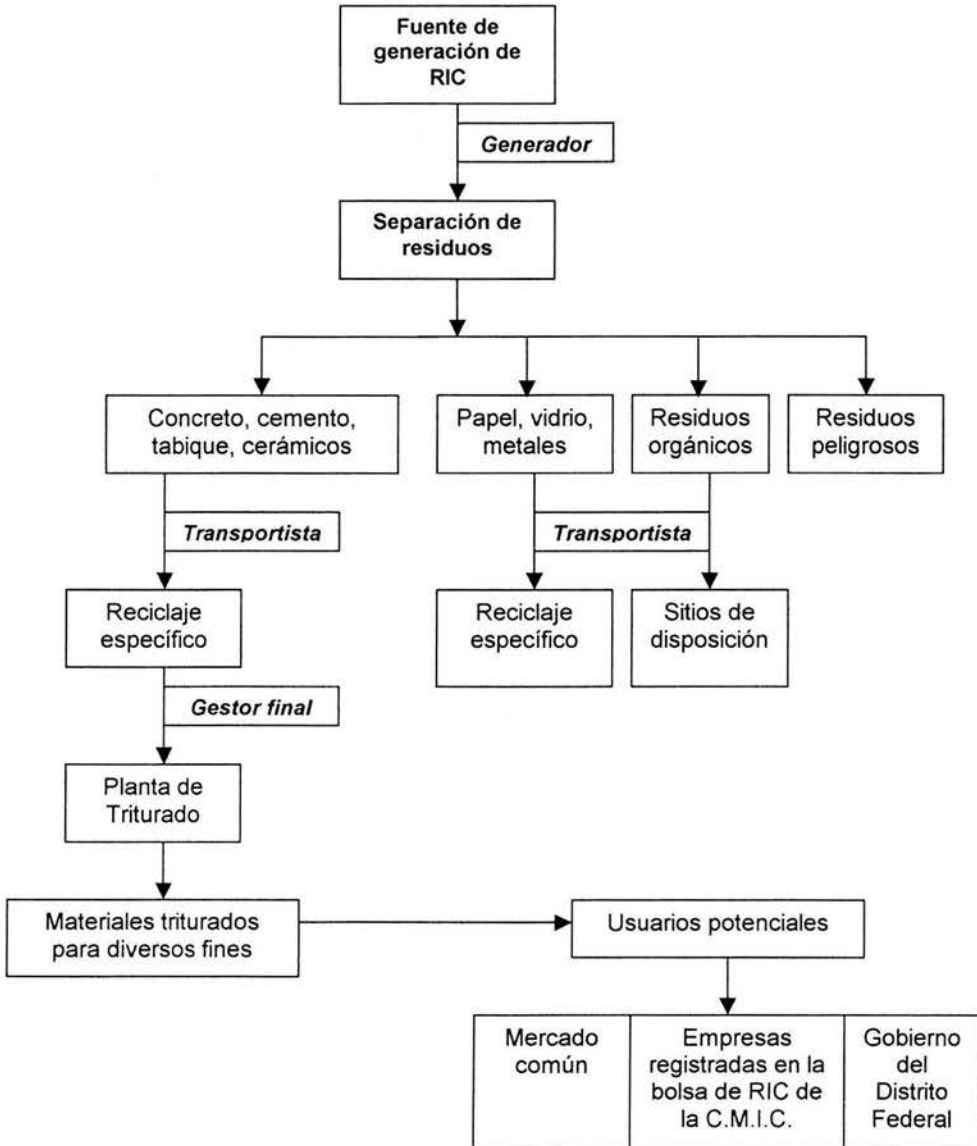 Fuente de
generación de
RIC
Generador
Separación de
residuos
Concreto, cemento,
tabique, cerámicos
Papel, vidrio,
metales
Residuos
orgánicos
Residuos
peligrosos
Transportista
Transportista
Reciclaje
específico
Reciclaje
específico
Sitios de
disposición
Gestor final
Planta de
Triturado
Materiales triturados
para diversos fines
Usuarios potenciales
Mercado
común
Empresas
registradas en la
bolsa de RIC de
la C.M.I.C.
Gobierno
del
Distrito
Federal